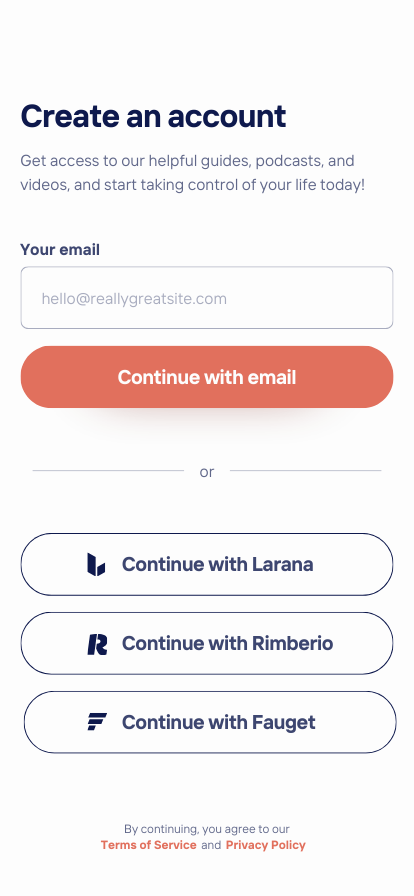 Create an account
Get access to our helpful guides, podcasts, and
videos, and start taking control of your life today!
Your email
hello@reallygreatsite.com
Continue with email
or
Continue with Larana
Continue with Rimberio
Continue with Fauget
By continuing, you agree to our
Terms of Service and Privacy Policy